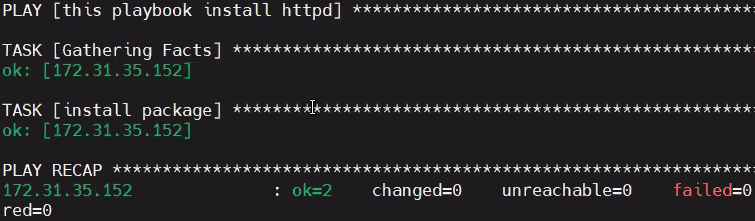 PLAY [this playbook install httpd] ******************************************
TASK [Gathering Facts] ******************************************************
ok: [172.31.35.152]
TASK [install package] ******************************************************
ok: [172.31.35.152]
PLAY RECAP ******************************************************************
172.31.35.152 : ok=2 changed=0 unreachable=0 failed=0
red=0